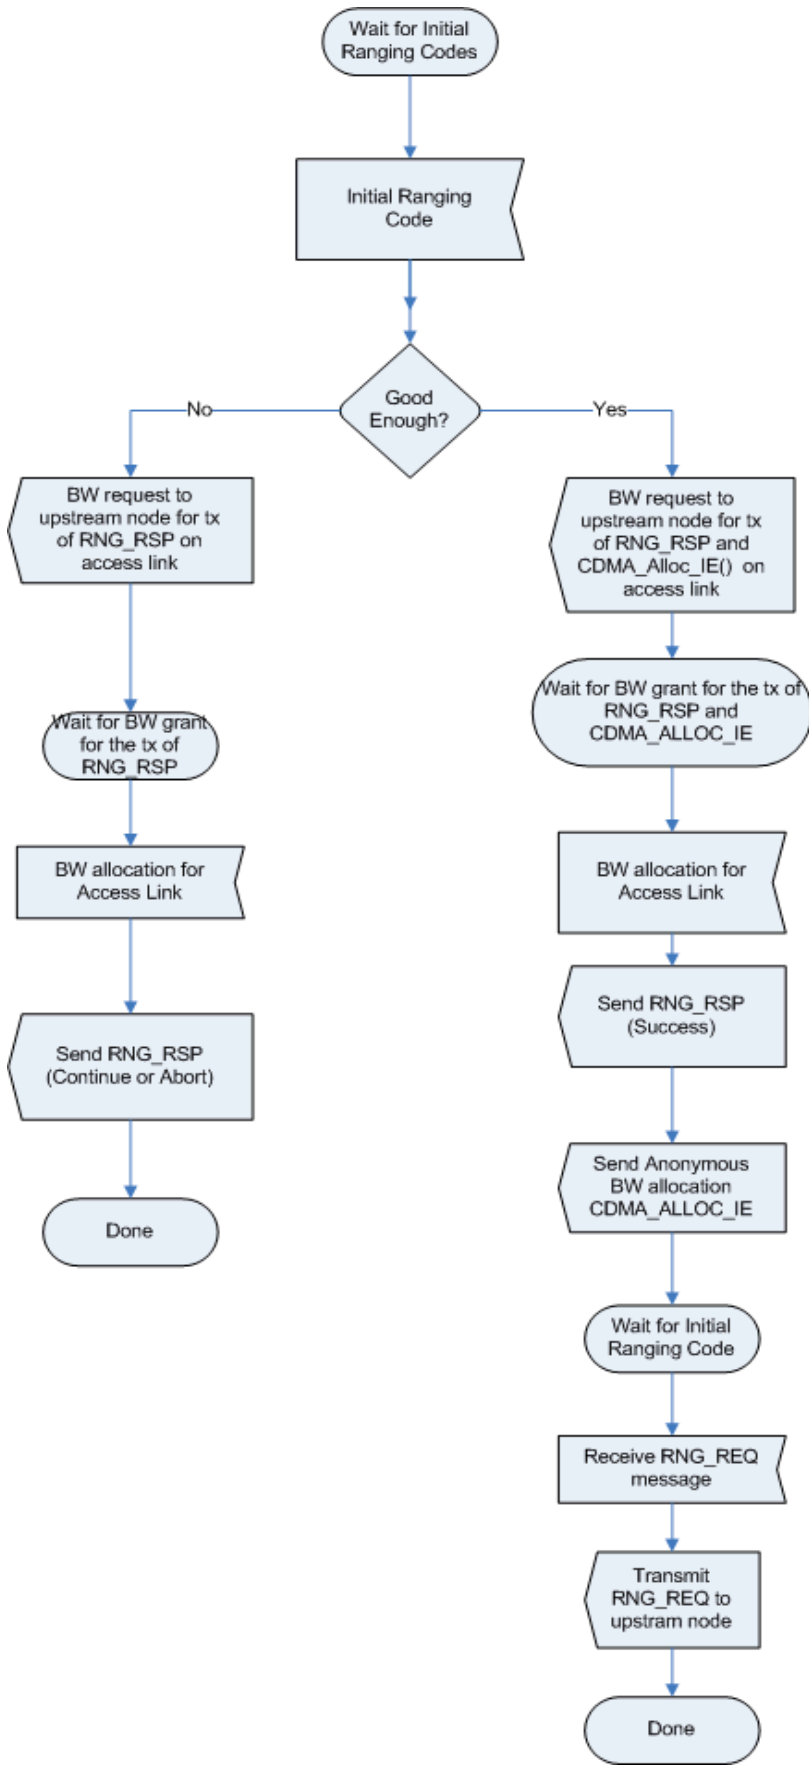 Wait for Initial
Ranging Codes
Initial Ranging
Code
Good
Enough?
No
Yes
BW request to
upstream node for tx
of RNG_RSP on
access link
Wait for BW grant
for the tx of
RNG_RSP
BW allocation for
Access Link
Send RNG_RSP
(Continue or Abort)
Done
BW request to
upstream node for tx
of RNG_RSP and
CDMA_Alloc_IE() on
access link
Wait for BW grant for the tx of
RNG_RSP and
CDMA_ALLOC_IE
BW allocation for
Access Link
Send RNG_RSP
(Success)
Send Anonymous
BW allocation
CDMA_ALLOC_IE
Wait for Initial
Ranging Code
Receive RNG_REQ
message
Transmit
RNG_REQ to
upstram node
Done